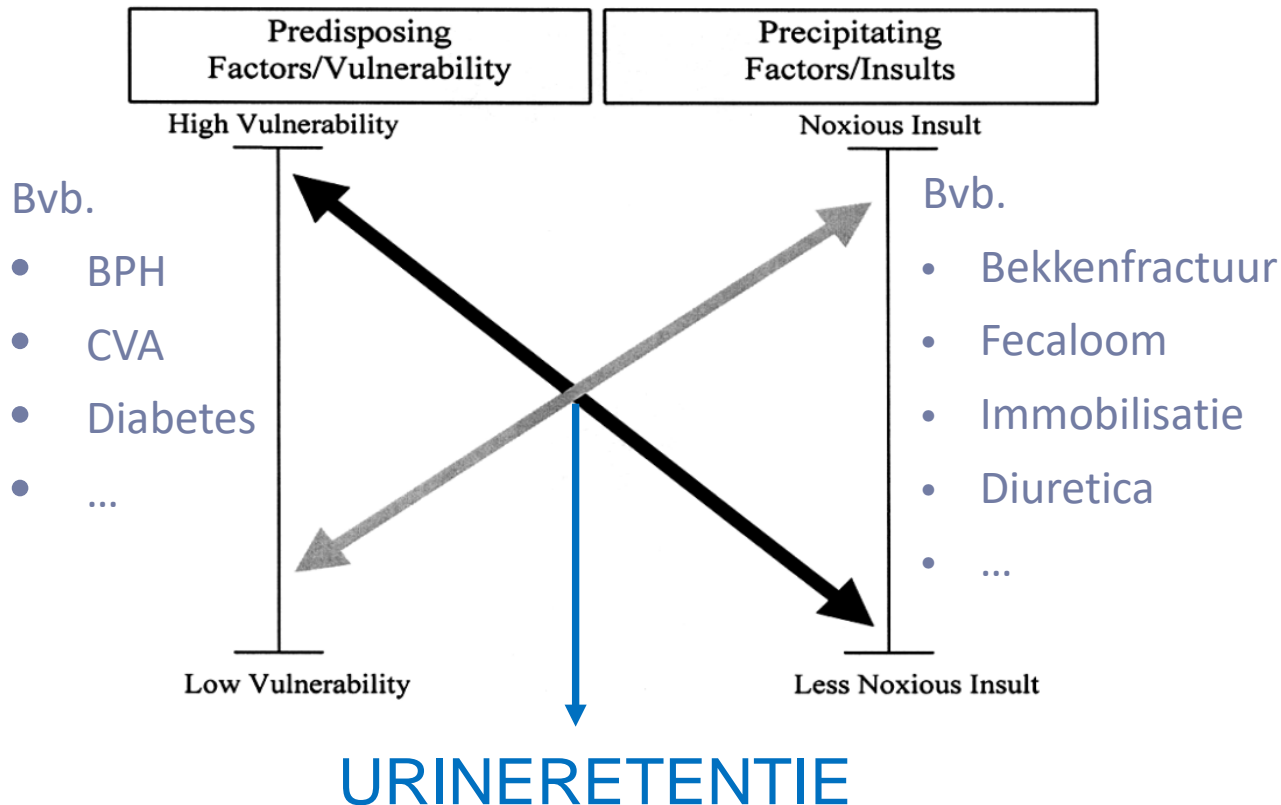 Predisposing
Factors/Vulnerability
Precipitating
Factors/Insults
High Vulnerability
Noxious Insult
Bvb.
• BPH
• CVA
• Diabetes
• ...
Bvb.
• Bekkenfractuur
• Fecaloom
• Immobilisatie
• Diuretica
• ...
Low Vulnerability
Less Noxious Insult
URINERETENTIE